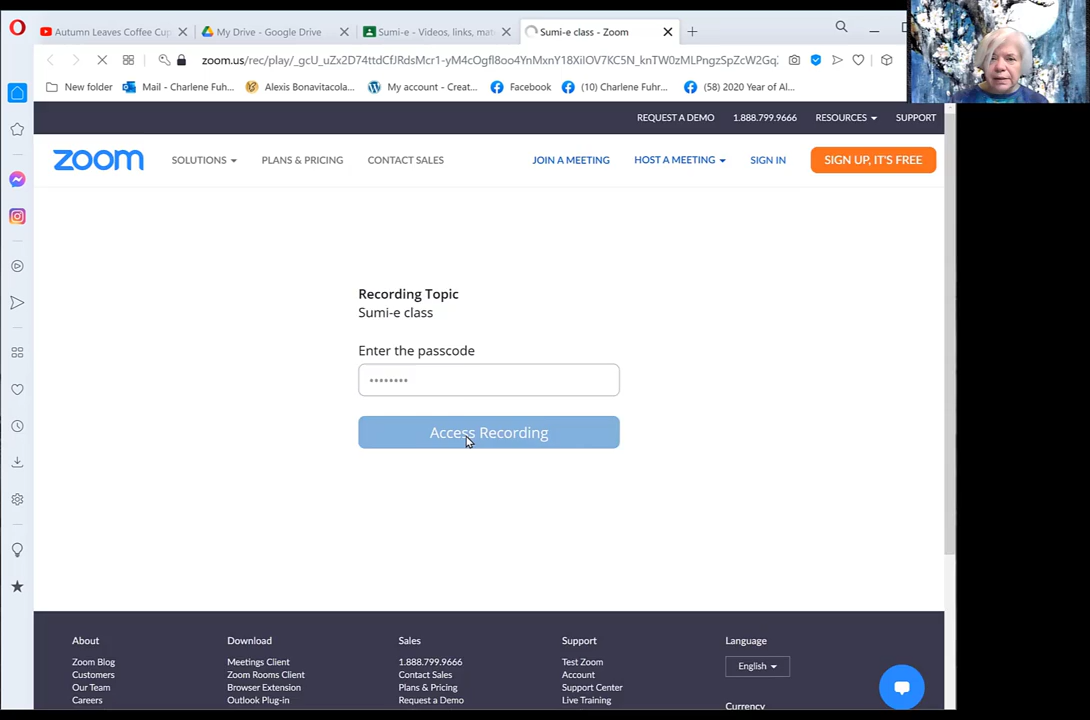 Autumn Leaves Coffee Cu
My Drive - Google Drive
Sumi-e - Videos, links, mat
Sumi-e class - Zoom
zoom.us/rec/play/_gcU_uZx2D74ttdCfJRdsMcr1-yM4cOgfl8oo4YnMxnY18XilOV7KC5N_knTW0zMLPngzSpZcW2GqZ
New folder
Mail - Charlene Fuh...
Alexis Bonavitacola...
My account - Creat...
Facebook
(10) Charlene Fuhr...
(58) 2020 Year of Al...
REQUEST A DEMO
1.888.799.9666
RESOURCES
SUPPORT
zoom
SOLUTIONS
PLANS & PRICING
CONTACT SALES
JOIN A MEETING
HOST A MEETING
SIGN IN
SIGN UP, IT'S FREE
Recording Topic
Sumi-e class
Enter the passcode
••••••••
Access Recording
About
Download
Sales
Support
Language
Zoom Blog
Meetings Client
1.888.799.9666
Test Zoom
English
Customers
Zoom Rooms Client
Contact Sales
Account
Our Team
Browser Extension
Plans & Pricing
Support Center
Careers
Outlook Plug-in
Request a Demo
Live Training
Currency